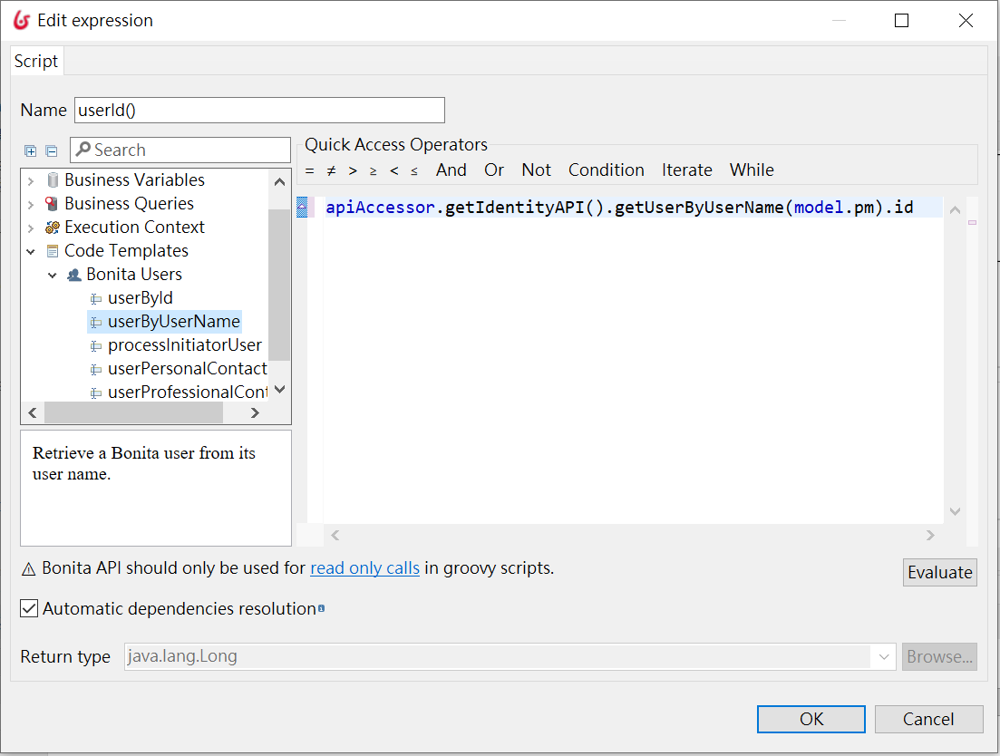 Edit expression
Script
Name userId()
Search
Business Variables
Business Queries
Execution Context
Code Templates
Bonita Users
userById
userByUserName
processInitiatorUser
userPersonalContact
userProfessionalCont
Retrieve a Bonita user from its
user name.
Quick Access Operators
= ≠ > ≥ < ≤ And Or Not Condition Iterate While
apiAccessor.getIdentityAPI().getUserByUserName(model.pm).id
Bonita API should only be used for read only calls in groovy scripts.
Evaluate
Automatic dependencies resolution
Return type java.lang.Long Browse...
OK Cancel